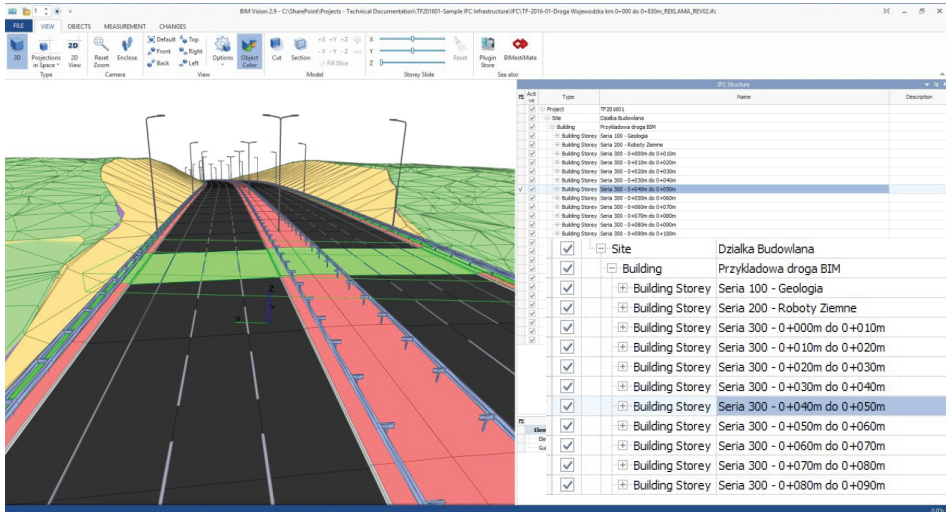 BIM Vision 2.9 - C:\SharePoint\Projects - Technical Documentation\TF201601-Sample IFC Infrastructure\IFC\TF-2016-01-Droga Wojewodzka km 0+000 do 0+830m_REKLAMA_REV02.ifc
FILE VIEW OBJECTS MEASUREMENT CHANGES
3D Projections in Space 2D View Reset Zoom Enclose Default Top Front Right Back Left Options Object Color Cut Section -X +Y -Z +X -Y +Z Fill Slice X Y Z Reset Plugin Store BIMestiMate
Type Camera View Model Storey Slide See also
IFC Structure
Active Type Name Description
Project TF201601
Site Dzialka Budowlana
Building Przykladowa droga BIM
Building Storey Seria 100 - Geologia
Building Storey Seria 200 - Roboty Ziemne
Building Storey Seria 300 - 0+000m do 0+010m
Building Storey Seria 300 - 0+010m do 0+020m
Building Storey Seria 300 - 0+020m do 0+030m
Building Storey Seria 300 - 0+030m do 0+040m
Building Storey Seria 300 - 0+040m do 0+050m
Building Storey Seria 300 - 0+050m do 0+060m
Building Storey Seria 300 - 0+060m do 0+070m
Building Storey Seria 300 - 0+070m do 0+080m
Building Storey Seria 300 - 0+080m do 0+090m
Building Storey Seria 300 - 0+090m do 0+100m
Site Dzialka Budowlana
Building Przykladowa droga BIM
Building Storey Seria 100 - Geologia
Building Storey Seria 200 - Roboty Ziemne
Building Storey Seria 300 - 0+000m do 0+010m
Building Storey Seria 300 - 0+010m do 0+020m
Building Storey Seria 300 - 0+020m do 0+030m
Building Storey Seria 300 - 0+030m do 0+040m
Building Storey Seria 300 - 0+040m do 0+050m
Building Storey Seria 300 - 0+050m do 0+060m
Building Storey Seria 300 - 0+060m do 0+070m
Building Storey Seria 300 - 0+070m do 0+080m
Building Storey Seria 300 - 0+080m do 0+090m
Elem
Z
Y